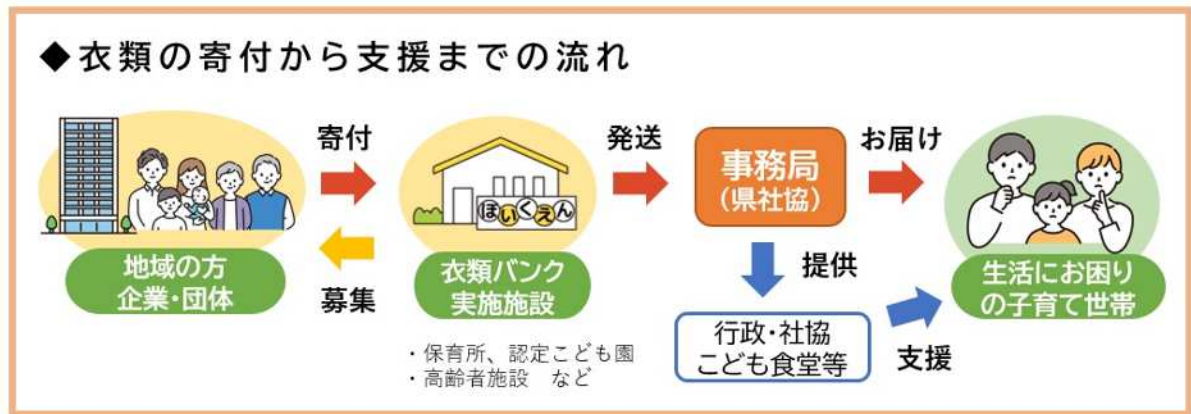 ◆衣類の寄付から支援までの流れ
寄付
募集
地域の方
企業・団体
ほいくえん
衣類バンク
実施施設
・保育所、認定こども園
・高齢者施設　など
発送
事務局
(県社協)
お届け
提供
行政・社協
こども食堂等
支援
生活にお困り
の子育て世帯